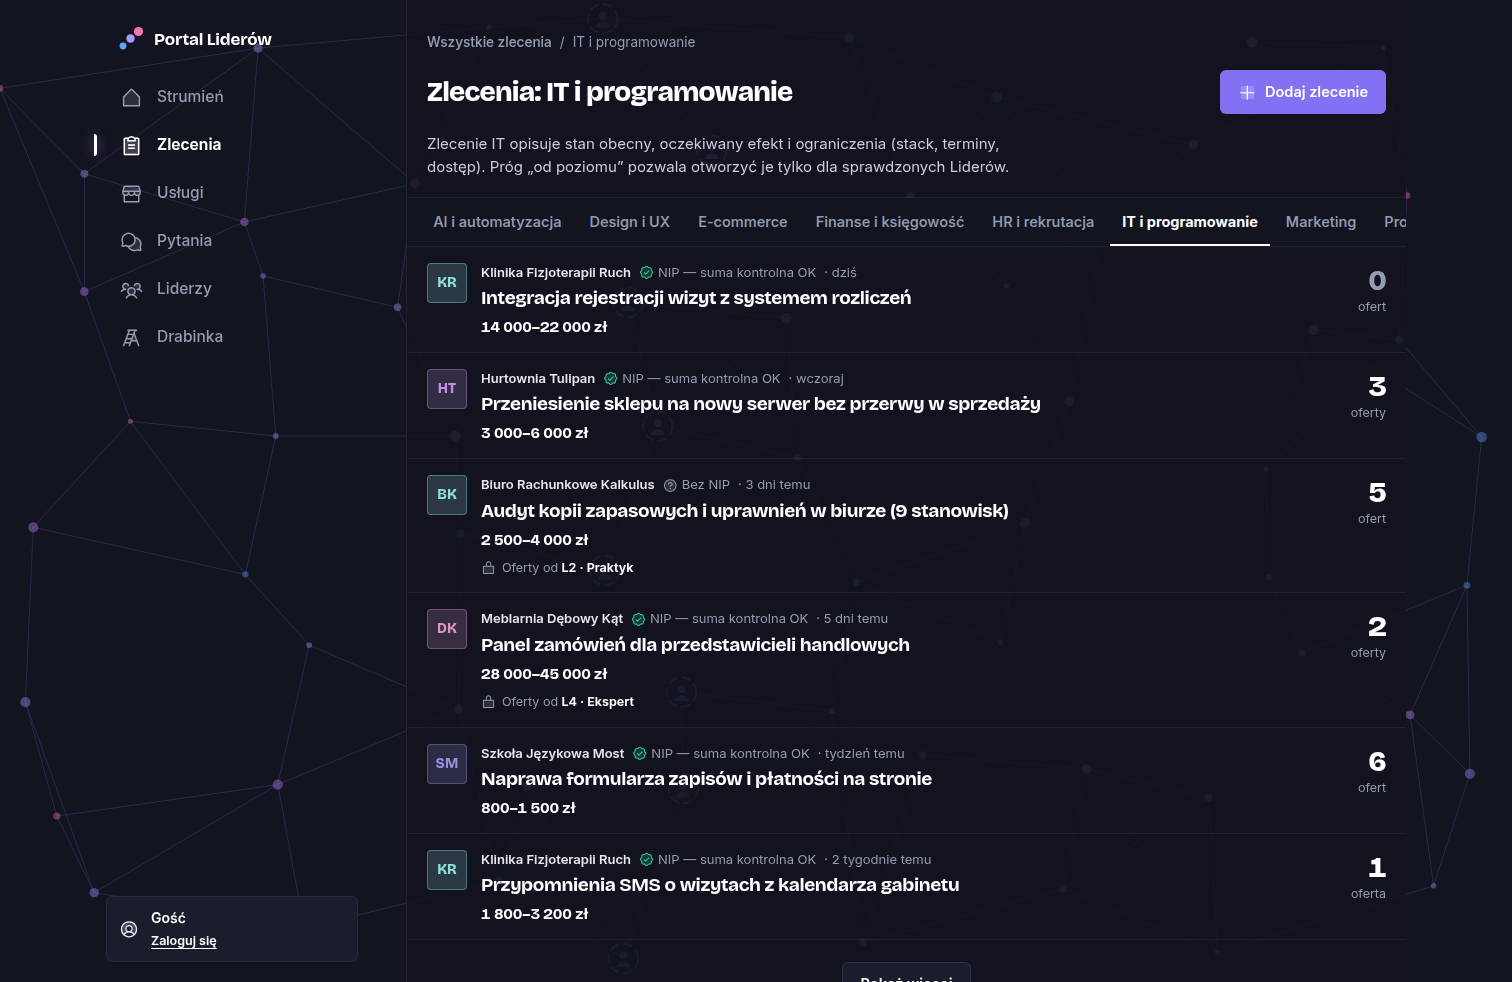 Portal Liderów
Strumień
Zlecenia
Usługi
Pytania
Liderzy
Drabinka
Gość
Zaloguj się
Wszystkie zlecenia / IT i programowanie
Zlecenia: IT i programowanie
Dodaj zlecenie
Zlecenie IT opisuje stan obecny, oczekiwany efekt i ograniczenia (stack, terminy,
dostęp). Próg „od poziomu” pozwala otworzyć je tylko dla sprawdzonych Liderów.
AI i automatyzacja Design i UX E-commerce Finanse i księgowość HR i rekrutacja IT i programowanie Marketing Pro
KR Klinika Fizjoterapii Ruch NIP — suma kontrolna OK · dziś
Integracja rejestracji wizyt z systemem rozliczeń
14 000–22 000 zł
0
ofert
HT Hurtownia Tulipan NIP — suma kontrolna OK · wczoraj
Przeniesienie sklepu na nowy serwer bez przerwy w sprzedaży
3 000–6 000 zł
3
oferty
BK Biuro Rachunkowe Kalkulus Bez NIP · 3 dni temu
Audyt kopii zapasowych i uprawnień w biurze (9 stanowisk)
2 500–4 000 zł
Oferty od L2 · Praktyk
5
ofert
DK Meblarnia Dębowy Kąt NIP — suma kontrolna OK · 5 dni temu
Panel zamówień dla przedstawicieli handlowych
28 000–45 000 zł
Oferty od L4 · Ekspert
2
oferty
SM Szkoła Językowa Most NIP — suma kontrolna OK · tydzień temu
Naprawa formularza zapisów i płatności na stronie
800–1 500 zł
6
ofert
KR Klinika Fizjoterapii Ruch NIP — suma kontrolna OK · 2 tygodnie temu
Przypomnienia SMS o wizytach z kalendarza gabinetu
1 800–3 200 zł
1
oferta
Pokaż więcej